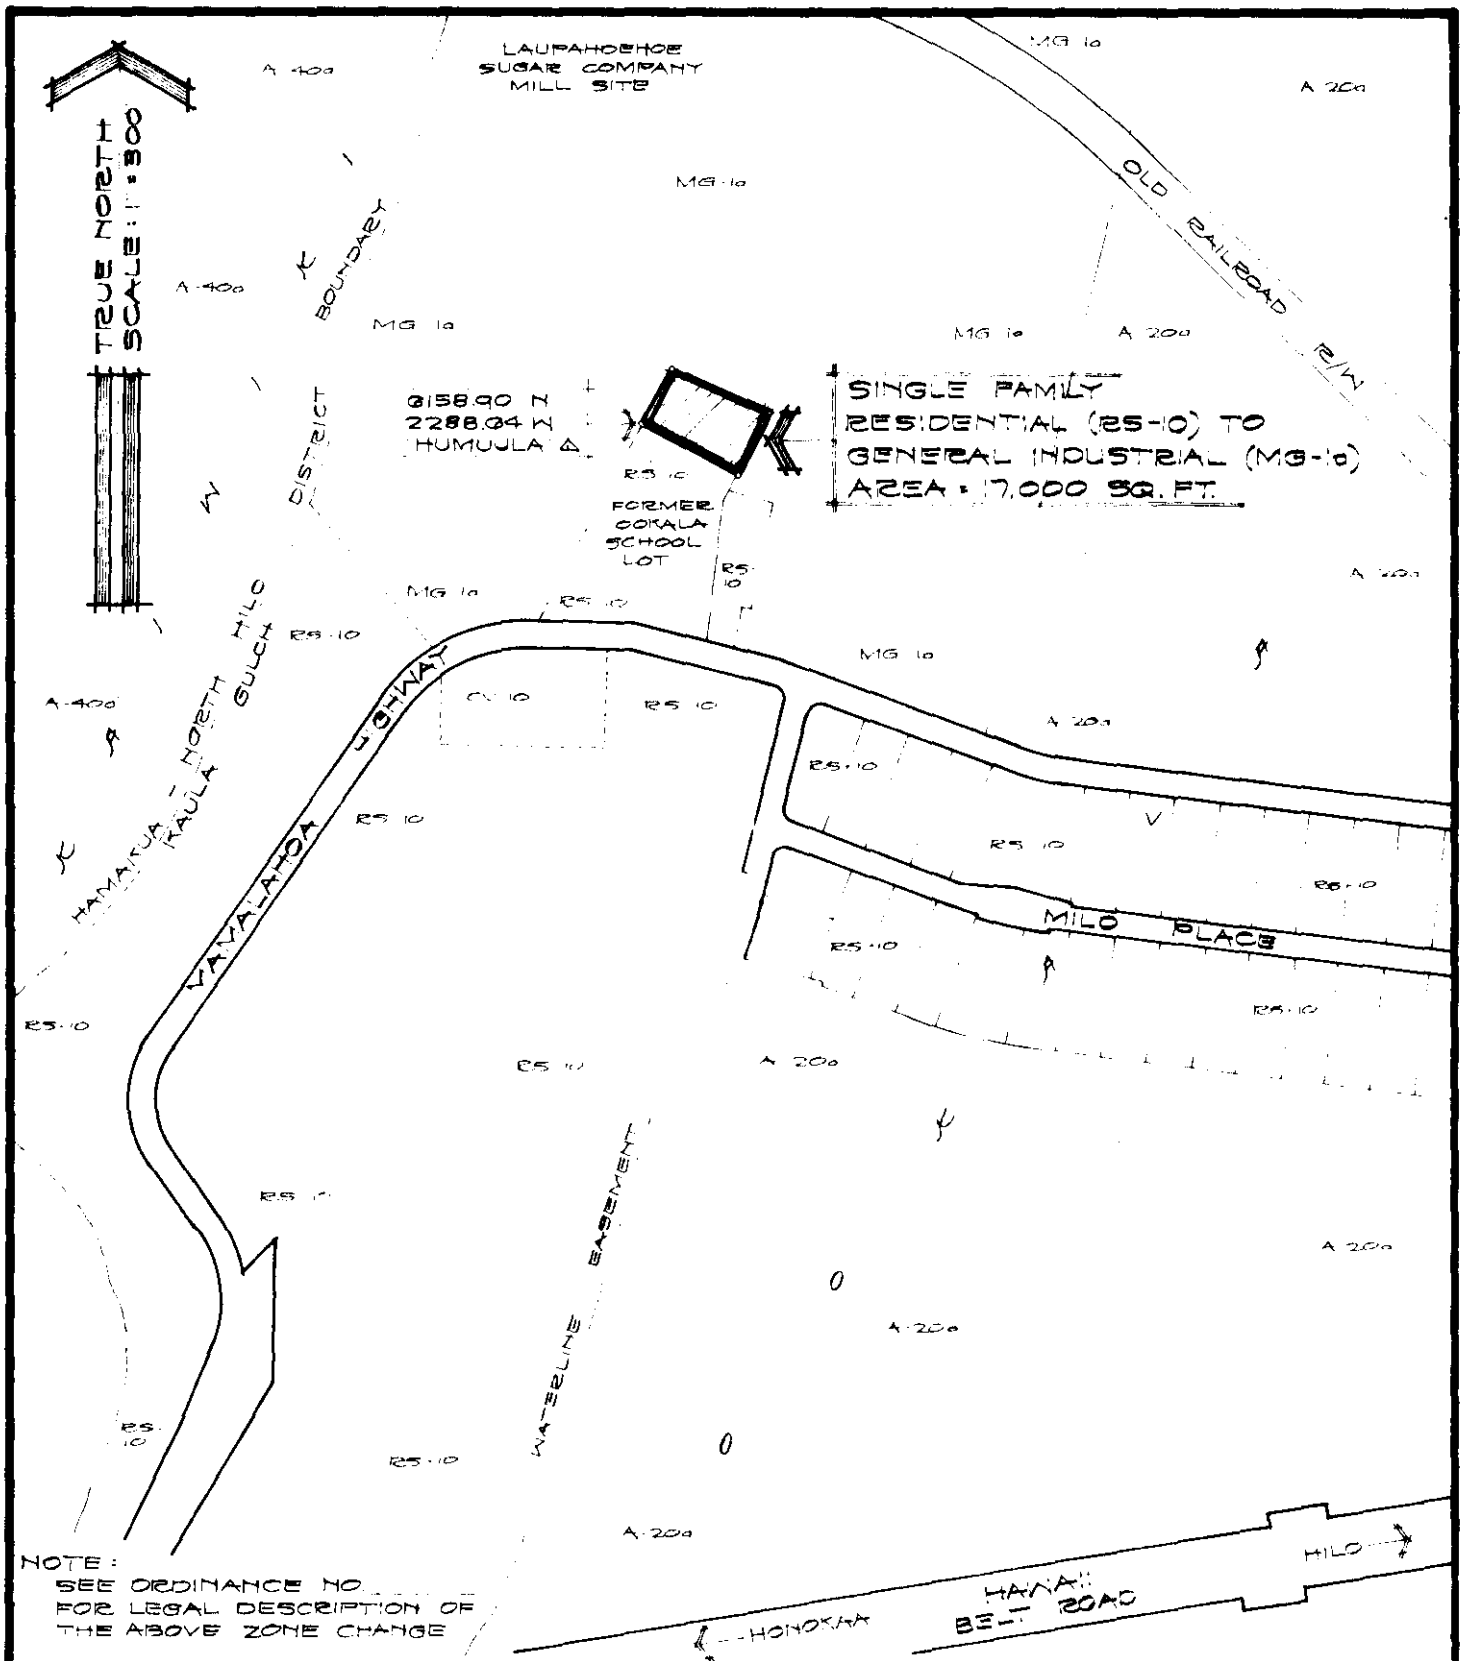 LAUPAHOEHOE
SUGAR COMPANY
MILL SITE
MG 1a
A 40a
A 20a
TRUE NORTH
SCALE: 1" = 300
MG-1a
OLD RAILROAD R/W
A-40a
BOUNDARY
DISTRICT
MG 1a
MG 1a
A 20a
2288.04 W
HUMUULA △
SINGLE FAMILY
RESIDENTIAL (RS-10) TO
GENERAL INDUSTRIAL (MG-1a)
AREA = 17,000 SQ. FT.
RS 10
FORMER
OOKALA
SCHOOL
LOT
RS-
10
A 20a
MG 1a
RS 10
RS-10
HAMAKUA - NORTH HILO
KAULA GULCH
MG 1a
A-40a
CV 10
RS 10
A 20a
RS-10
RS 10
V
RS 10
RS-10
MAMALAHOA HIGHWAY
MILO PLACE
RS-10
RS-10
RS-10
RS 10
A 20a
RS 10
WATERLINE EASEMENT
A 20a
O
A-20a
RS-
10
RS-10
O
A-20a
HILO
HAWAII
BELT ROAD
HONOKAA
NOTE:
SEE ORDINANCE NO.
FOR LEGAL DESCRIPTION OF
THE ABOVE ZONE CHANGE